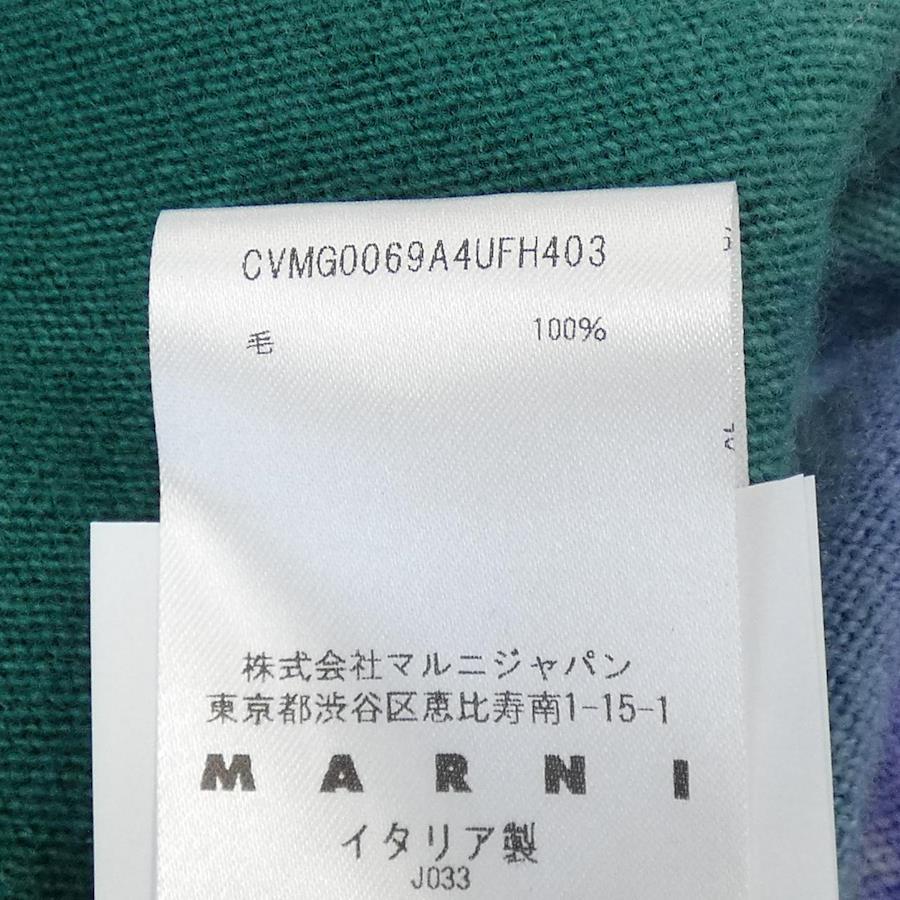 CVMG0069A4UFH403
毛 100%
株式会社マルニジャパン
東京都渋谷区恵比寿南1-15-1
MARNI
イタリア製
J033